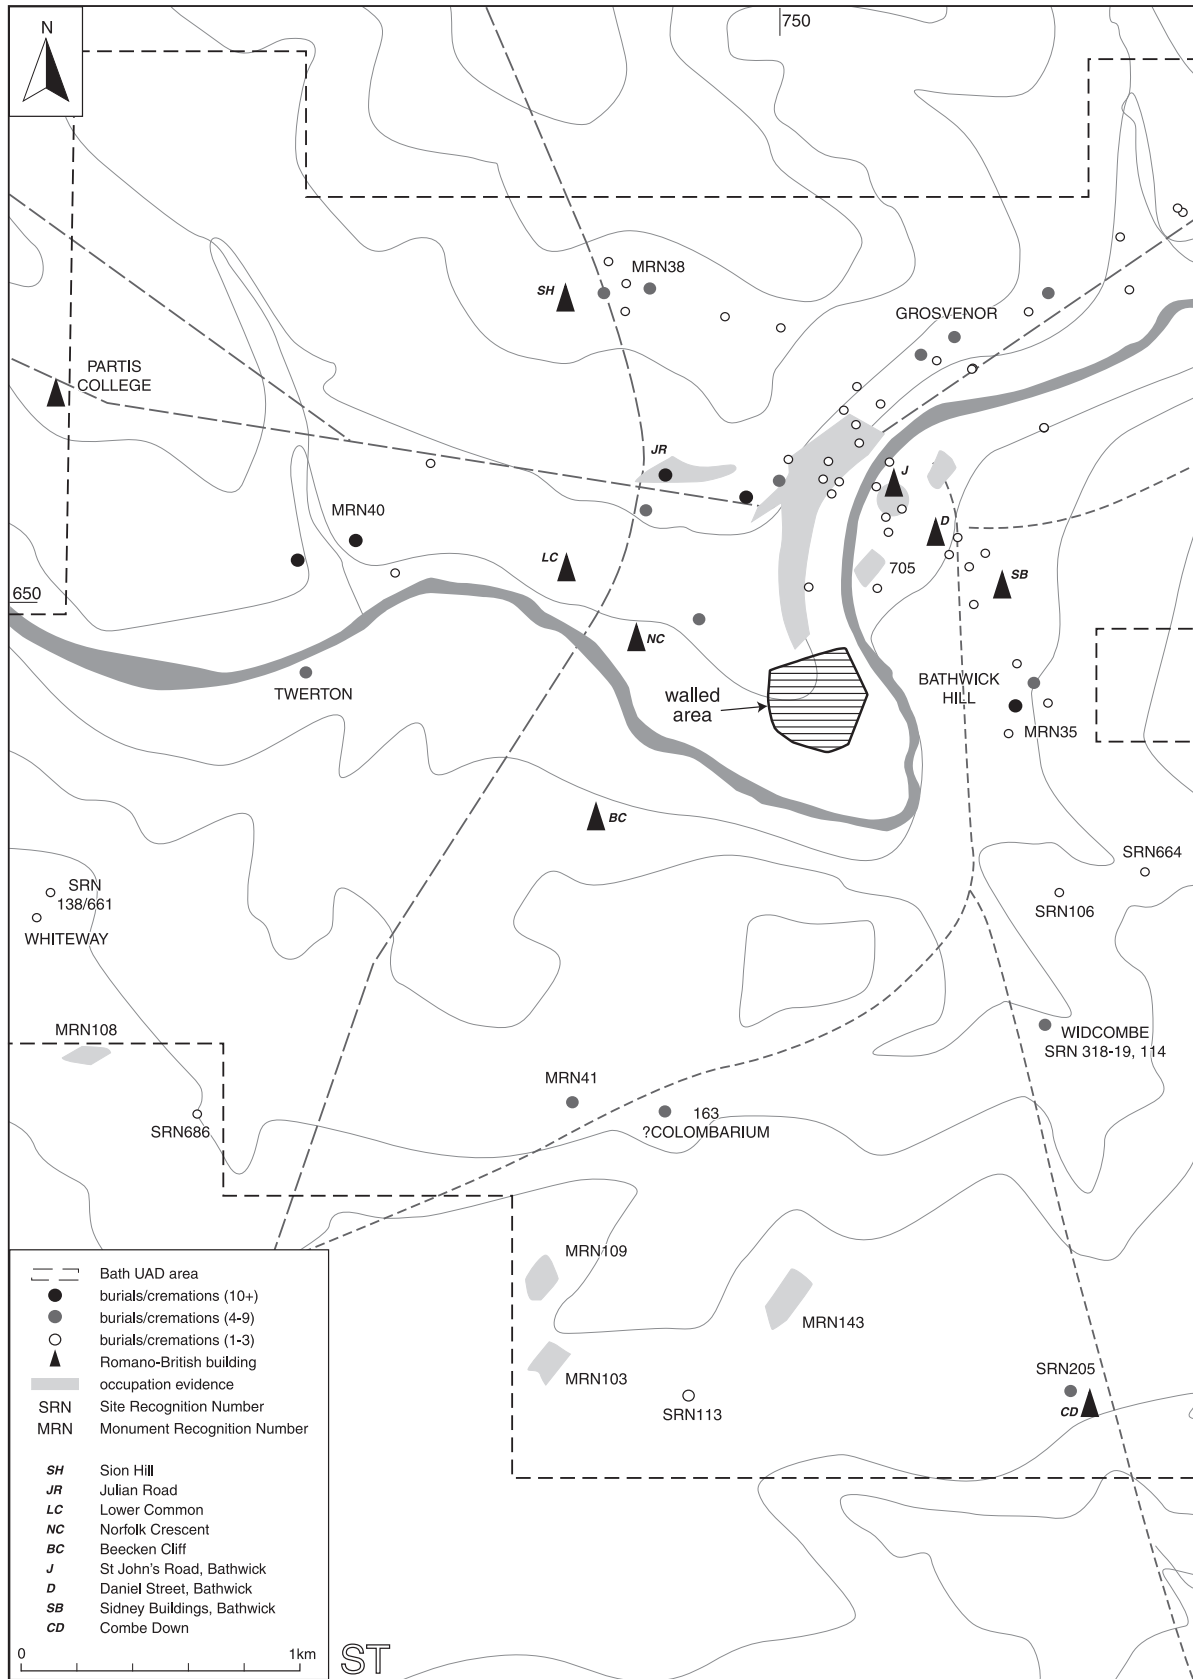 N
750
MRN38
SH
GROSVENOR
PARTIS
COLLEGE
JR
J
MRN40
D
LC
705
SB
650
NC
TWERTON
BATHWICK
HILL
walled
area
MRN35
BC
SRN664
SRN
138/661
SRN106
WHITEWAY
MRN108
WIDCOMBE
SRN 318-19, 114
MRN41
163
?COLOMBARIUM
SRN686
MRN109
MRN143
MRN103
SRN205
SRN113
CD
Bath UAD area
burials/cremations (10+)
burials/cremations (4-9)
burials/cremations (1-3)
Romano-British building
occupation evidence
SRN Site Recognition Number
MRN Monument Recognition Number
SH Sion Hill
JR Julian Road
LC Lower Common
NC Norfolk Crescent
BC Beecken Cliff
J St John's Road, Bathwick
D Daniel Street, Bathwick
SB Sidney Buildings, Bathwick
CD Combe Down
0 1km
ST